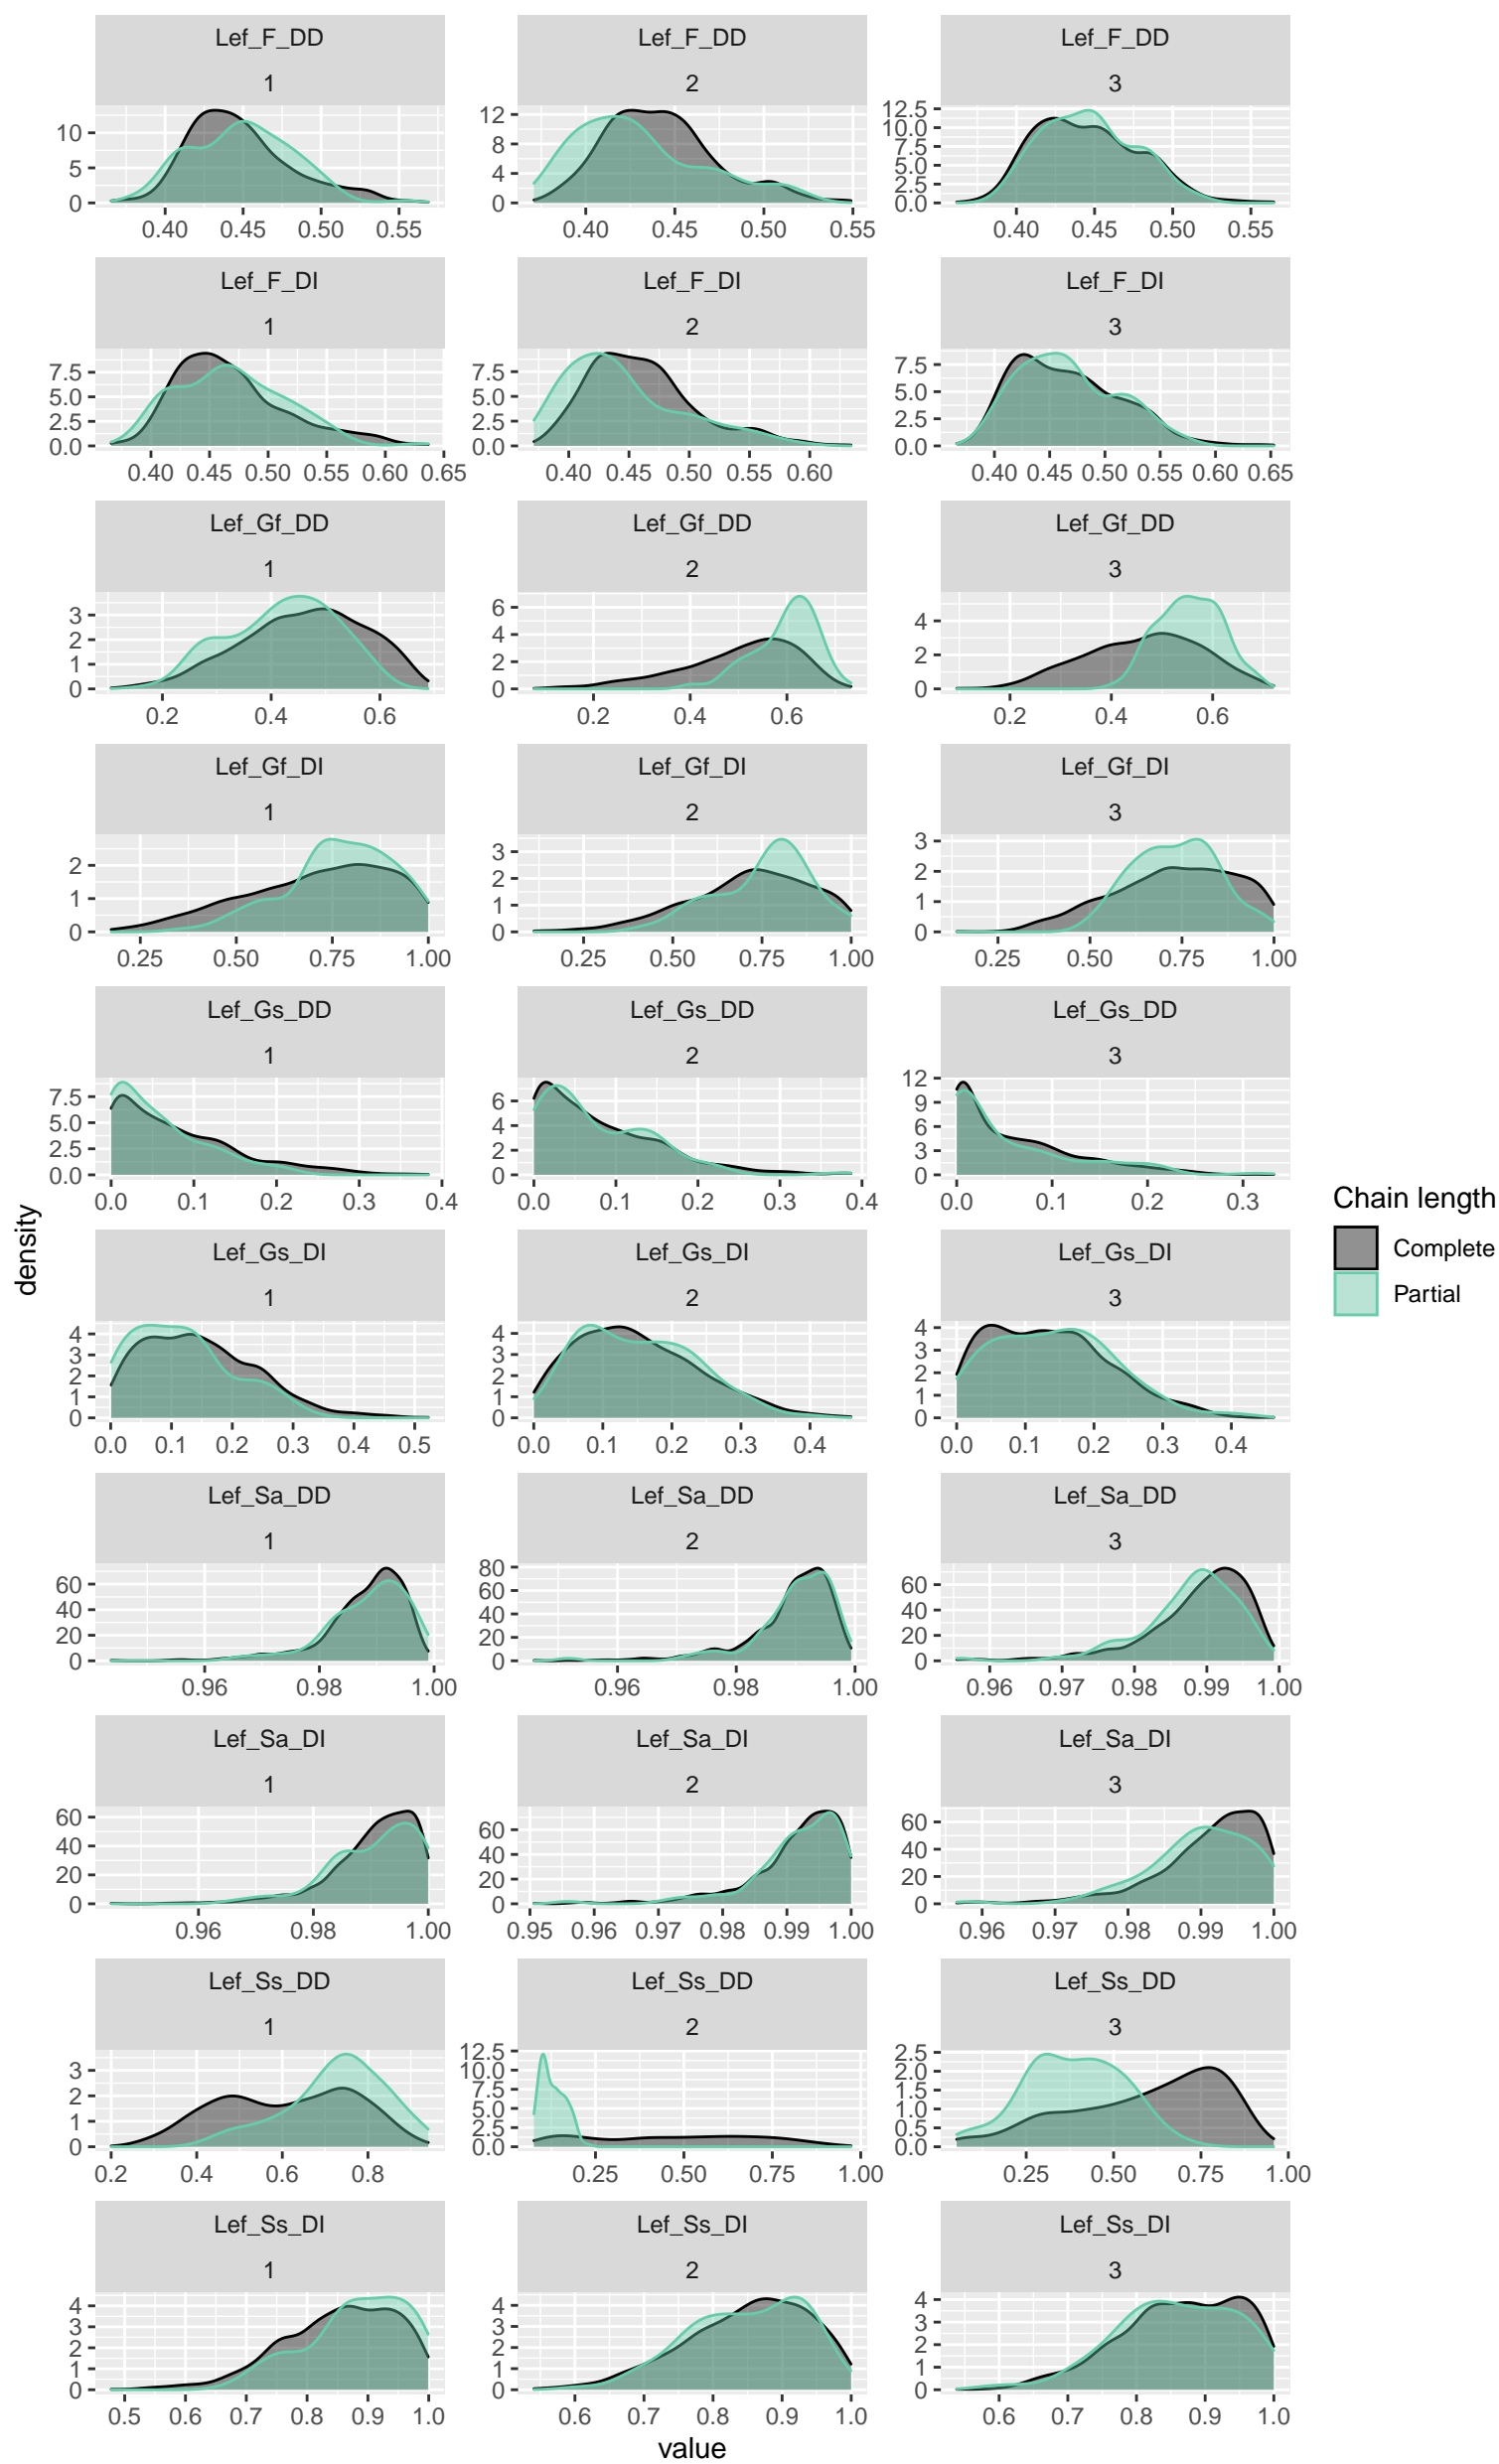 Lef_F_DD Lef_F_DD Lef_F_DD
1 2 3
10 5 0 12 8 4 0 12.5 10.0 7.5 5.0 2.5 0.0
0.40 0.45 0.50 0.55 0.40 0.45 0.50 0.55 0.40 0.45 0.50 0.55
Lef_F_DI Lef_F_DI Lef_F_DI
1 2 3
7.5 5.0 2.5 0.0 7.5 5.0 2.5 0.0 7.5 5.0 2.5 0.0
0.40 0.45 0.50 0.55 0.60 0.65 0.40 0.45 0.50 0.55 0.60 0.40 0.45 0.50 0.55 0.60 0.65
Lef_Gf_DD Lef_Gf_DD Lef_Gf_DD
1 2 3
3 2 1 0 6 4 2 0 4 2 0
0.2 0.4 0.6 0.2 0.4 0.6 0.2 0.4 0.6
Lef_Gf_DI Lef_Gf_DI Lef_Gf_DI
1 2 3
2 1 0 3 2 1 0 3 2 1 0
0.25 0.50 0.75 1.00 0.25 0.50 0.75 1.00 0.25 0.50 0.75 1.00
Lef_Gs_DD Lef_Gs_DD Lef_Gs_DD
1 2 3
7.5 5.0 2.5 0.0 6 4 2 0 12 9 6 3 0
0.0 0.1 0.2 0.3 0.4 0.0 0.1 0.2 0.3 0.4 0.0 0.1 0.2 0.3
Lef_Gs_DI Lef_Gs_DI Lef_Gs_DI
1 2 3
4 3 2 1 0 4 3 2 1 0 4 3 2 1 0
0.0 0.1 0.2 0.3 0.4 0.5 0.0 0.1 0.2 0.3 0.4 0.0 0.1 0.2 0.3 0.4
Lef_Sa_DD Lef_Sa_DD Lef_Sa_DD
1 2 3
60 40 20 0 80 60 40 20 0 60 40 20 0
0.96 0.98 1.00 0.96 0.98 1.00 0.96 0.97 0.98 0.99 1.00
Lef_Sa_DI Lef_Sa_DI Lef_Sa_DI
1 2 3
60 40 20 0 60 40 20 0 60 40 20 0
0.96 0.98 1.00 0.95 0.96 0.97 0.98 0.99 1.00 0.96 0.97 0.98 0.99 1.00
Lef_Ss_DD Lef_Ss_DD Lef_Ss_DD
1 2 3
3 2 1 0 12.5 10.0 7.5 5.0 2.5 0.0 2.5 2.0 1.5 1.0 0.5 0.0
0.2 0.4 0.6 0.8 0.25 0.50 0.75 1.00 0.25 0.50 0.75 1.00
Lef_Ss_DI Lef_Ss_DI Lef_Ss_DI
1 2 3
4 3 2 1 0 4 3 2 1 0 4 3 2 1 0
0.5 0.6 0.7 0.8 0.9 1.0 0.6 0.7 0.8 0.9 1.0 0.6 0.7 0.8 0.9 1.0
value
density
Chain length
Complete
Partial